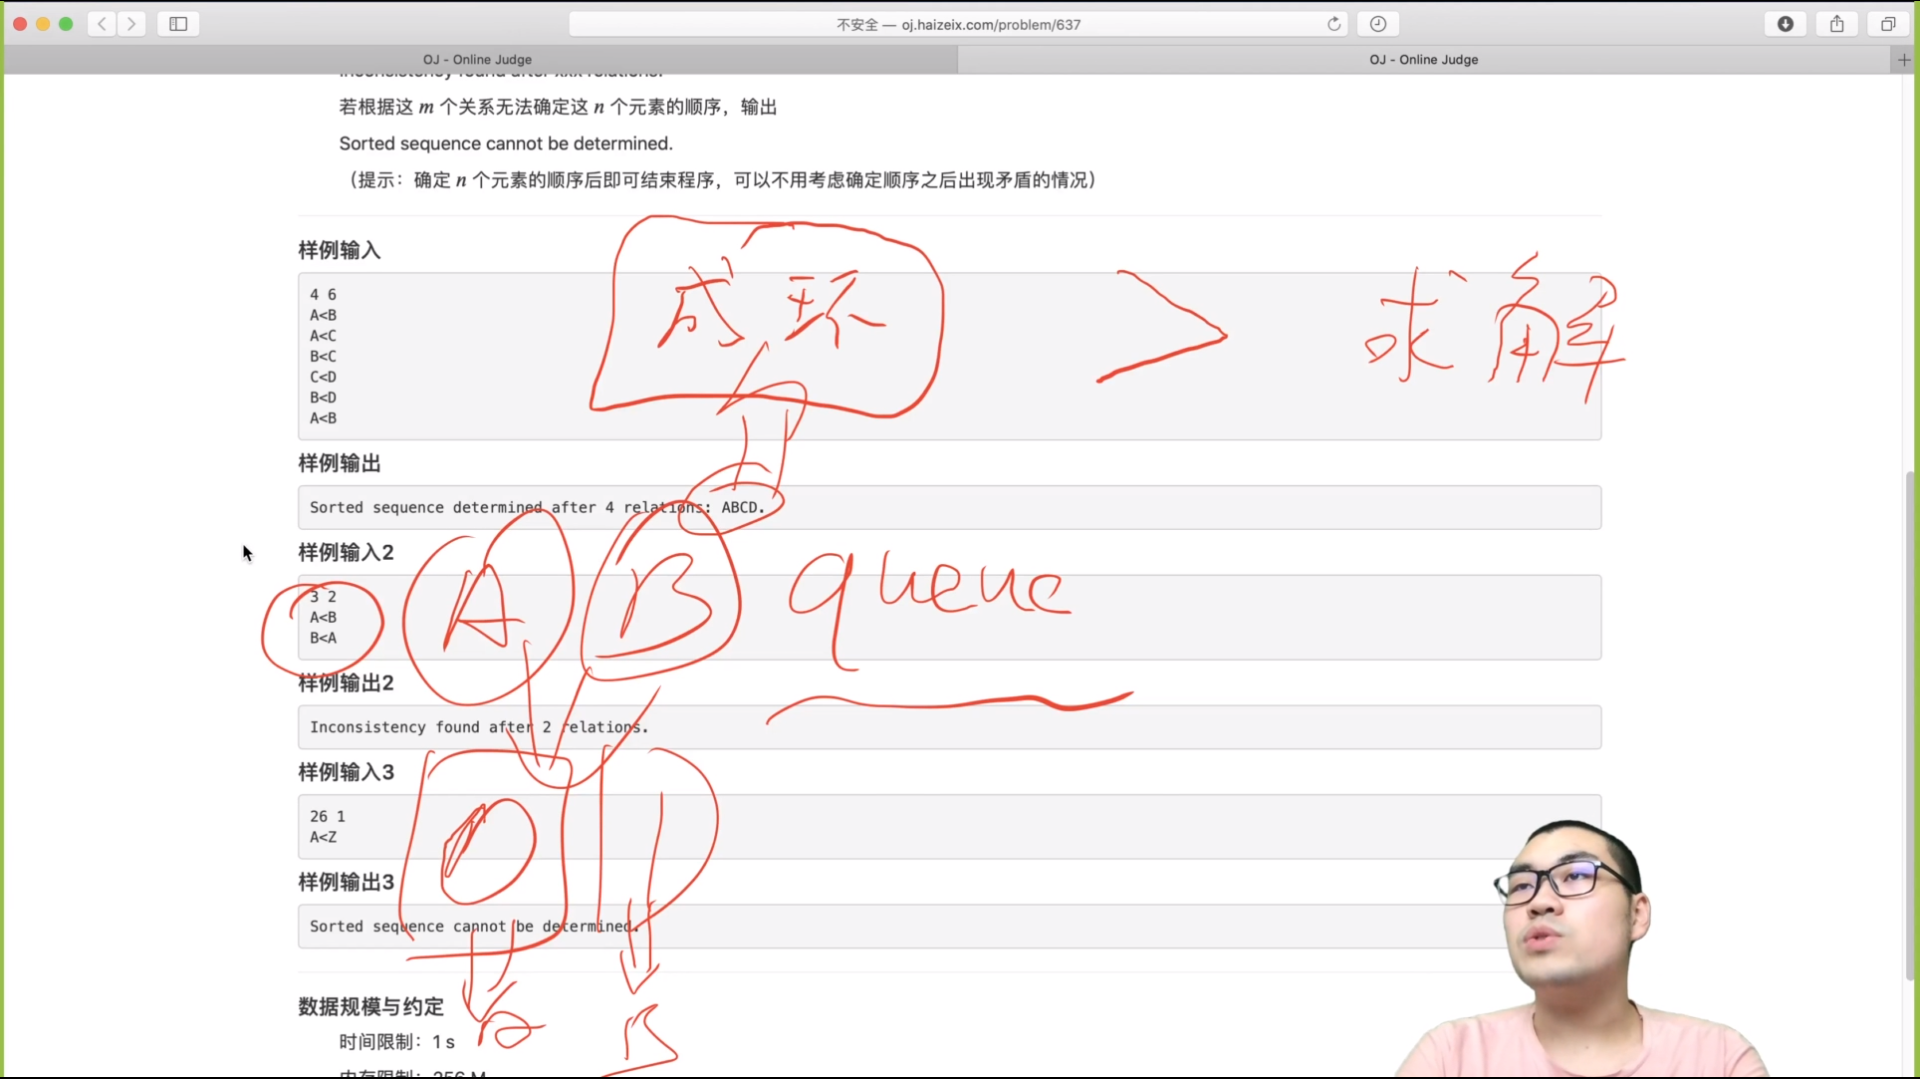 不安全 — oj.haizeix.com/problem/637
OJ - Online Judge
OJ - Online Judge
Inconsistency found after xxx relations.
若根据这 m 个关系无法确定这 n 个元素的顺序，输出
Sorted sequence cannot be determined.
（提示：确定 n 个元素的顺序后即可结束程序，可以不用考虑确定顺序之后出现矛盾的情况）
样例输入
4 6
A<B
A<C
B<C
C<D
B<D
A<B
成环 > 求解
样例输出
Sorted sequence determined after 4 relations: ABCD.
样例输入2
3 2
A<B
B<A
A B queue
样例输出2
Inconsistency found after 2 relations.
样例输入3
26 1
A<Z
样例输出3
Sorted sequence cannot be determined.
数据规模与约定
时间限制：1 s
内存限制：256 M
B